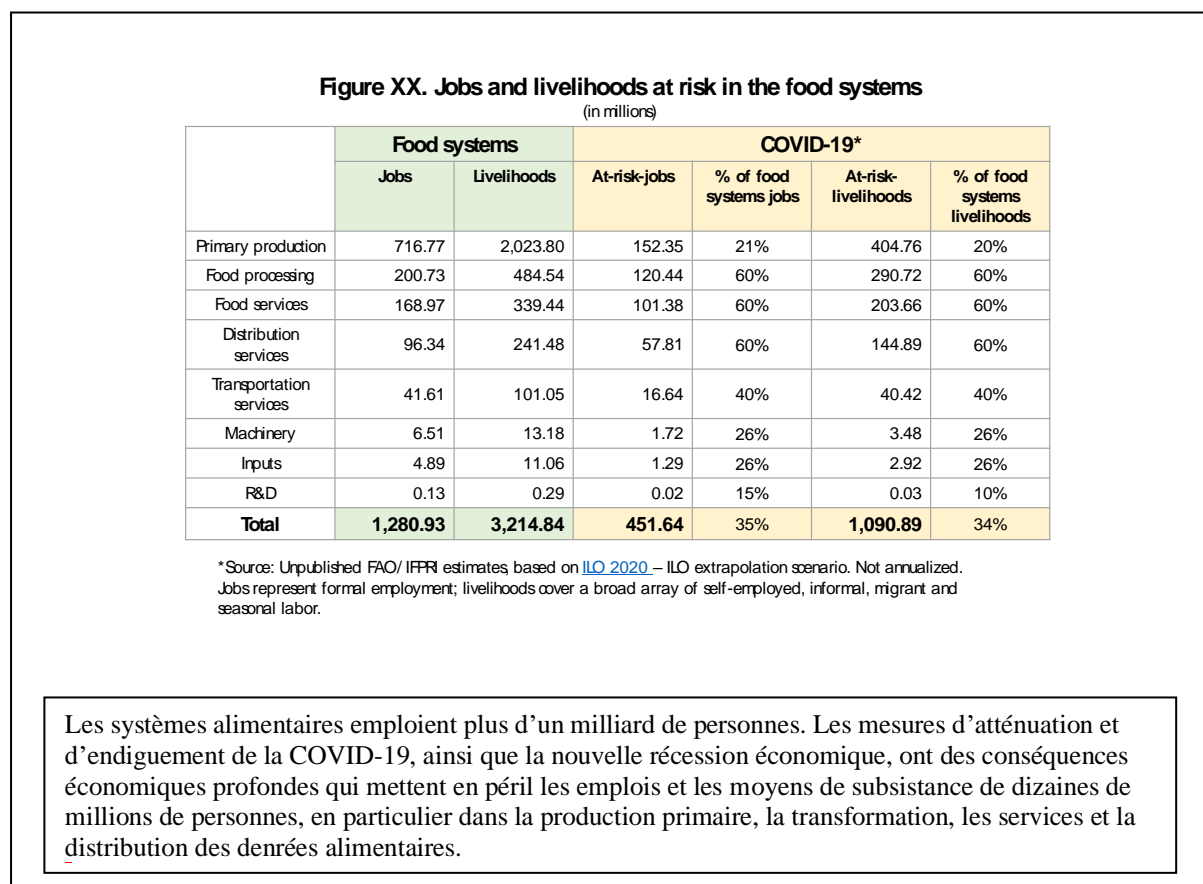 Figure XX. Jobs and livelihoods at risk in the food systems
(in millions)
Food systems COVID-19*
Jobs Livelihoods At-risk-jobs % of food systems jobs At-risk-livelihoods % of food systems livelihoods
Primary production 716.77 2,023.80 152.35 21% 404.76 20%
Food processing 200.73 484.54 120.44 60% 290.72 60%
Food services 168.97 339.44 101.38 60% 203.66 60%
Distribution services 96.34 241.48 57.81 60% 144.89 60%
Transportation services 41.61 101.05 16.64 40% 40.42 40%
Machinery 6.51 13.18 1.72 26% 3.48 26%
Inputs 4.89 11.06 1.29 26% 2.92 26%
R&D 0.13 0.29 0.02 15% 0.03 10%
Total 1,280.93 3,214.84 451.64 35% 1,090.89 34%
*Source: Unpublished FAO/IFPRI estimates, based on ILO 2020 – ILO extrapolation scenario. Not annualized.
Jobs represent formal employment; livelihoods cover a broad array of self-employed, informal, migrant and
seasonal labor.
Les systèmes alimentaires emploient plus d’un milliard de personnes. Les mesures d’atténuation et
d’endiguement de la COVID-19, ainsi que la nouvelle récession économique, ont des conséquences
économiques profondes qui mettent en péril les emplois et les moyens de subsistance de dizaines de
millions de personnes, en particulier dans la production primaire, la transformation, les services et la
distribution des denrées alimentaires.